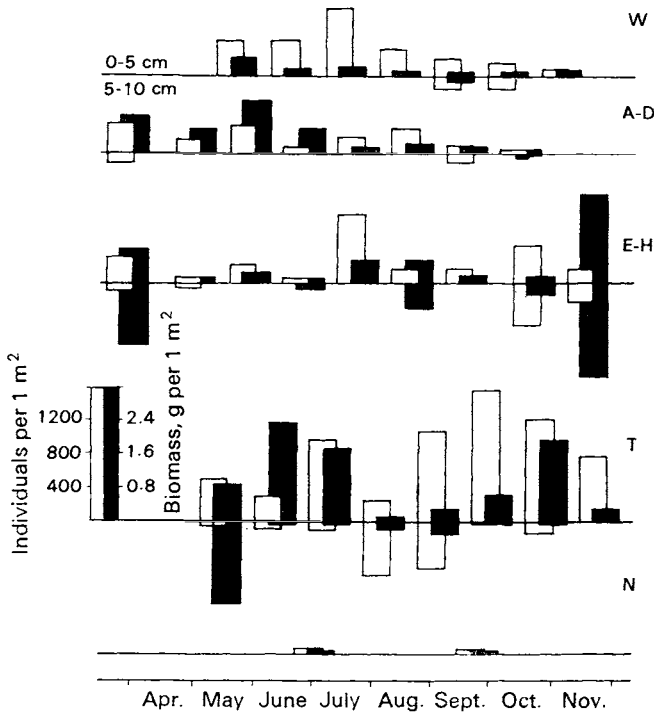 W
0-5 cm
5-10 cm
A-D
E-H
Individuals per 1 m²
1200
800
400
2.4
1.6
0.8
Biomass, g per 1 m²
T
N
Apr. May June July Aug. Sept. Oct. Nov.